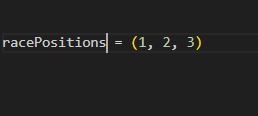 racePositions = (1, 2, 3)